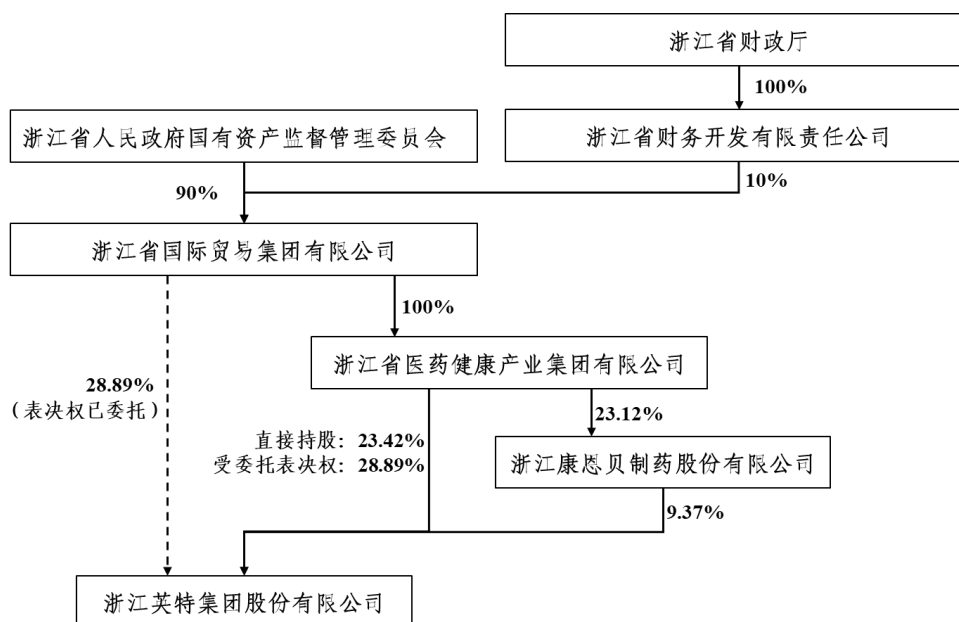 浙江省财政厅
100%
浙江省人民政府国有资产监督管理委员会
浙江省财务开发有限责任公司
90%
10%
浙江省国际贸易集团有限公司
100%
浙江省医药健康产业集团有限公司
28.89%
（表决权已委托）
23.12%
直接持股：23.42%
受委托表决权：28.89%
浙江康恩贝制药股份有限公司
9.37%
浙江英特集团股份有限公司